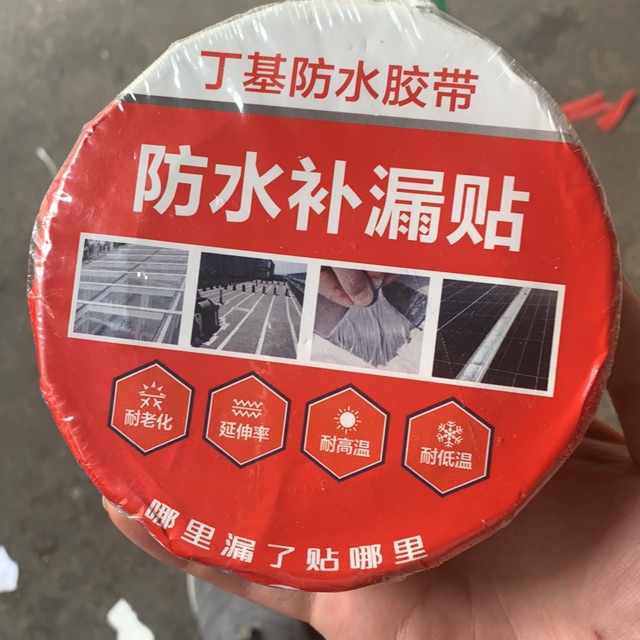 丁基防水胶带
防水补漏贴
耐老化
延伸率
耐高温
耐低温
哪里漏了贴哪里